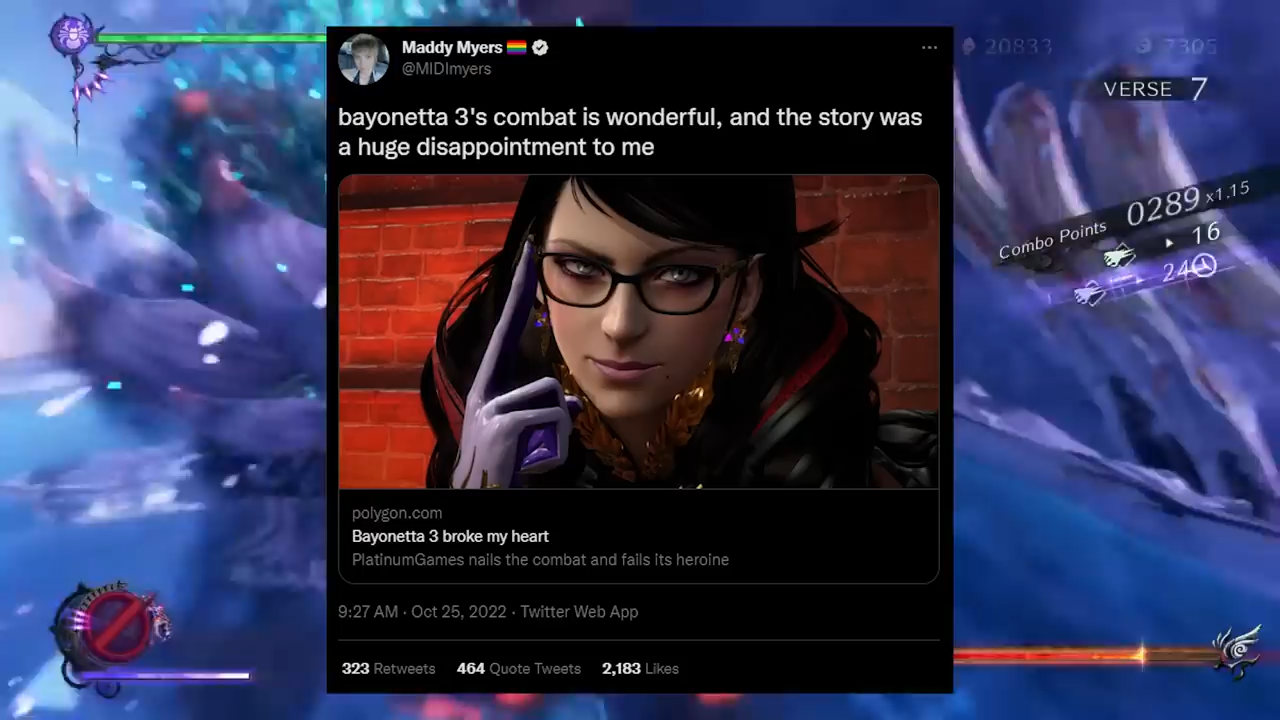 Maddy Myers
@MIDImyers
bayonetta 3's combat is wonderful, and the story was
a huge disappointment to me
polygon.com
Bayonetta 3 broke my heart
PlatinumGames nails the combat and fails its heroine
9:27 AM · Oct 25, 2022 · Twitter Web App
323 Retweets 464 Quote Tweets 2,183 Likes
20833 7305
VERSE 7
Combo Points 0289 x1.15
16
24